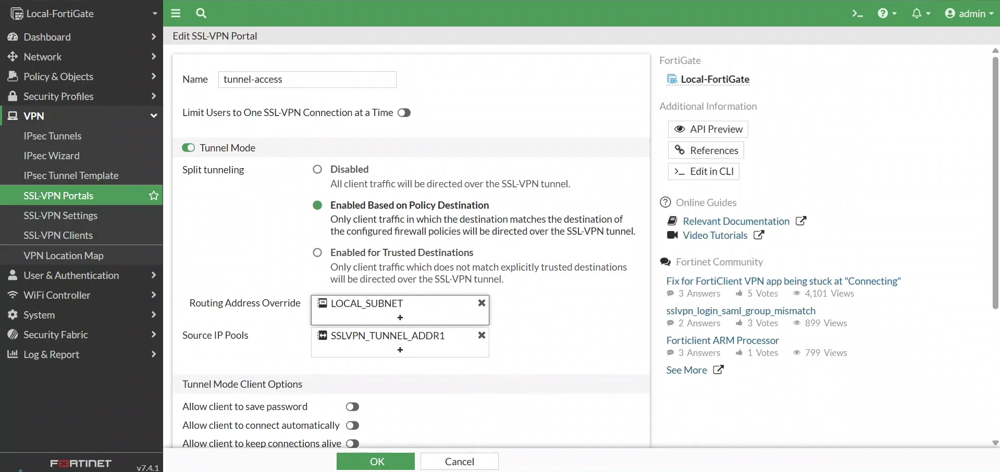 Local-FortiGate
admin
Dashboard
Network
Policy & Objects
Security Profiles
VPN
IPsec Tunnels
IPsec Wizard
IPsec Tunnel Template
SSL-VPN Portals
SSL-VPN Settings
SSL-VPN Clients
VPN Location Map
User & Authentication
WiFi Controller
System
Security Fabric
Log & Report
FORTINET
v7.4.1
Edit SSL-VPN Portal
Name tunnel-access
Limit Users to One SSL-VPN Connection at a Time
Tunnel Mode
Split tunneling
Disabled
All client traffic will be directed over the SSL-VPN tunnel.
Enabled Based on Policy Destination
Only client traffic in which the destination matches the destination of
the configured firewall policies will be directed over the SSL-VPN tunnel.
Enabled for Trusted Destinations
Only client traffic which does not match explicitly trusted destinations
will be directed over the SSL-VPN tunnel.
Routing Address Override LOCAL_SUBNET
+
Source IP Pools SSLVPN_TUNNEL_ADDR1
+
Tunnel Mode Client Options
Allow client to save password
Allow client to connect automatically
Allow client to keep connections alive
OK
Cancel
FortiGate
Local-FortiGate
Additional Information
API Preview
References
>_ Edit in CLI
Online Guides
Relevant Documentation
Video Tutorials
Fortinet Community
Fix for FortiClient VPN app being stuck at "Connecting"
3 Answers 5 Votes 4,101 Views
sslvpn_login_saml_group_mismatch
2 Answers 3 Votes 899 Views
Forticlient ARM Processor
3 Answers 1 Votes 799 Views
See More